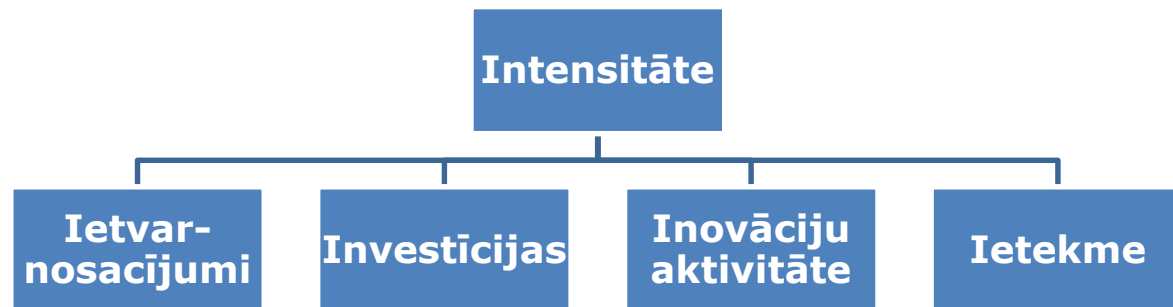 Intensitāte
Ietvar-
nosacījumi
Investīcijas
Inovāciju
aktivitāte
Ietekme